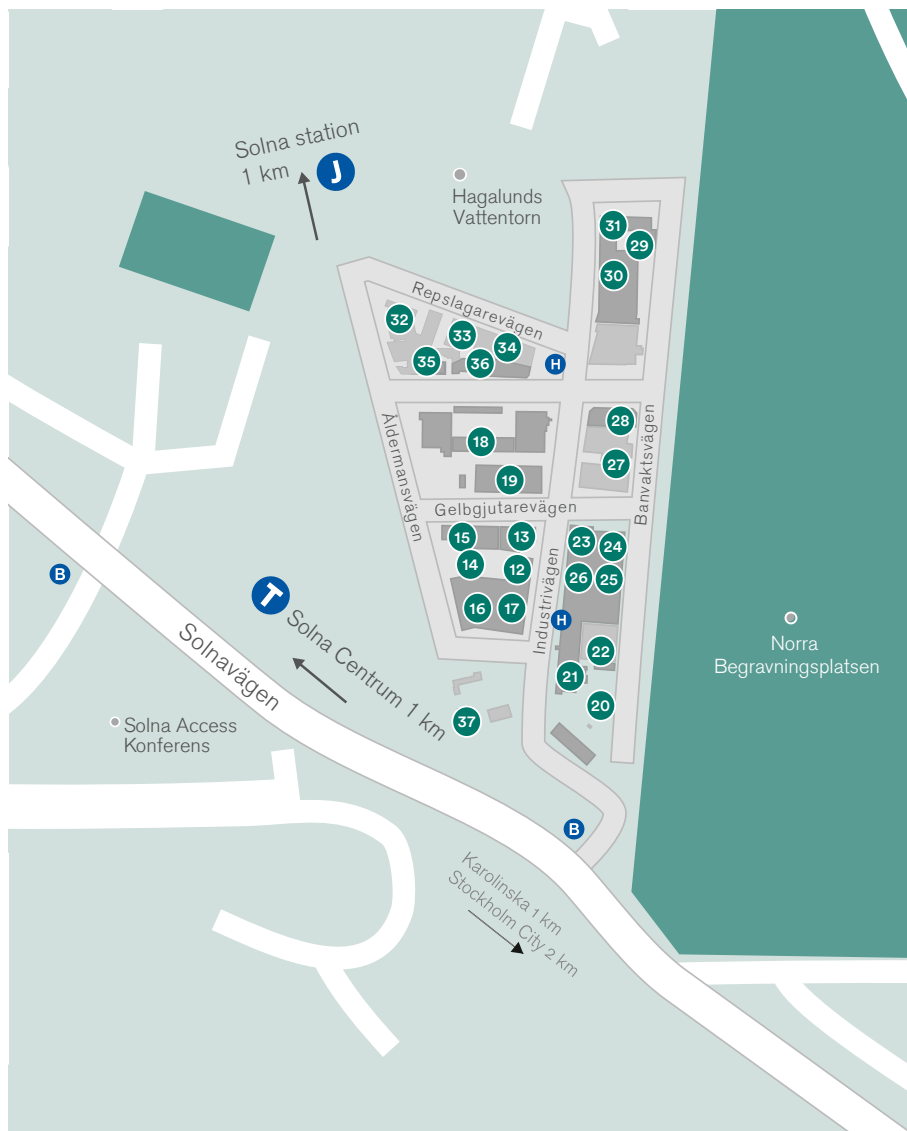 Solna station
1 km
J
Hagalunds
Vattentorn
31
29
30
Repslagarevägen
32
33
34
35
36
H
Åldermansvägen
18
19
28
27
Banvaktsvägen
Gelbgjutarevägen
15
13
14
12
16
17
Industrivägen
23
24
26
25
H
22
21
20
37
B
T
Solna Centrum 1 km
Solnavägen
Norra
Begravningsplatsen
Solna Access
Konferens
B
Karolinska 1 km
Stockholm City 2 km